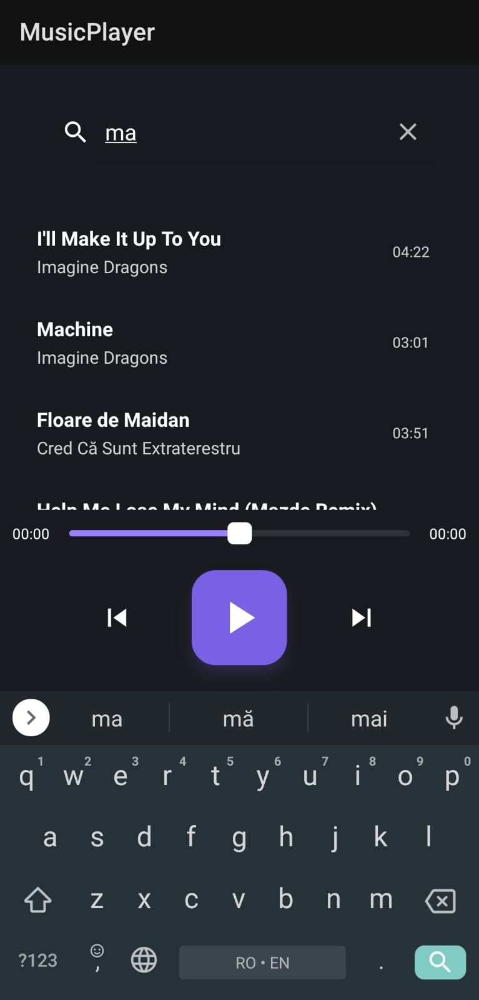 MusicPlayer
ma
I'll Make It Up To You
04:22
Imagine Dragons
Machine
03:01
Imagine Dragons
Floare de Maidan
03:51
Cred Că Sunt Extraterestru
Help Me Lose My Mind (Mazde Remix)
00:00 00:00
ma mă mai
q1 w2 e3 r4 t5 y6 u7 i8 o9 p0
a s d f g h j k l
z x c v b n m
?123 , RO • EN .